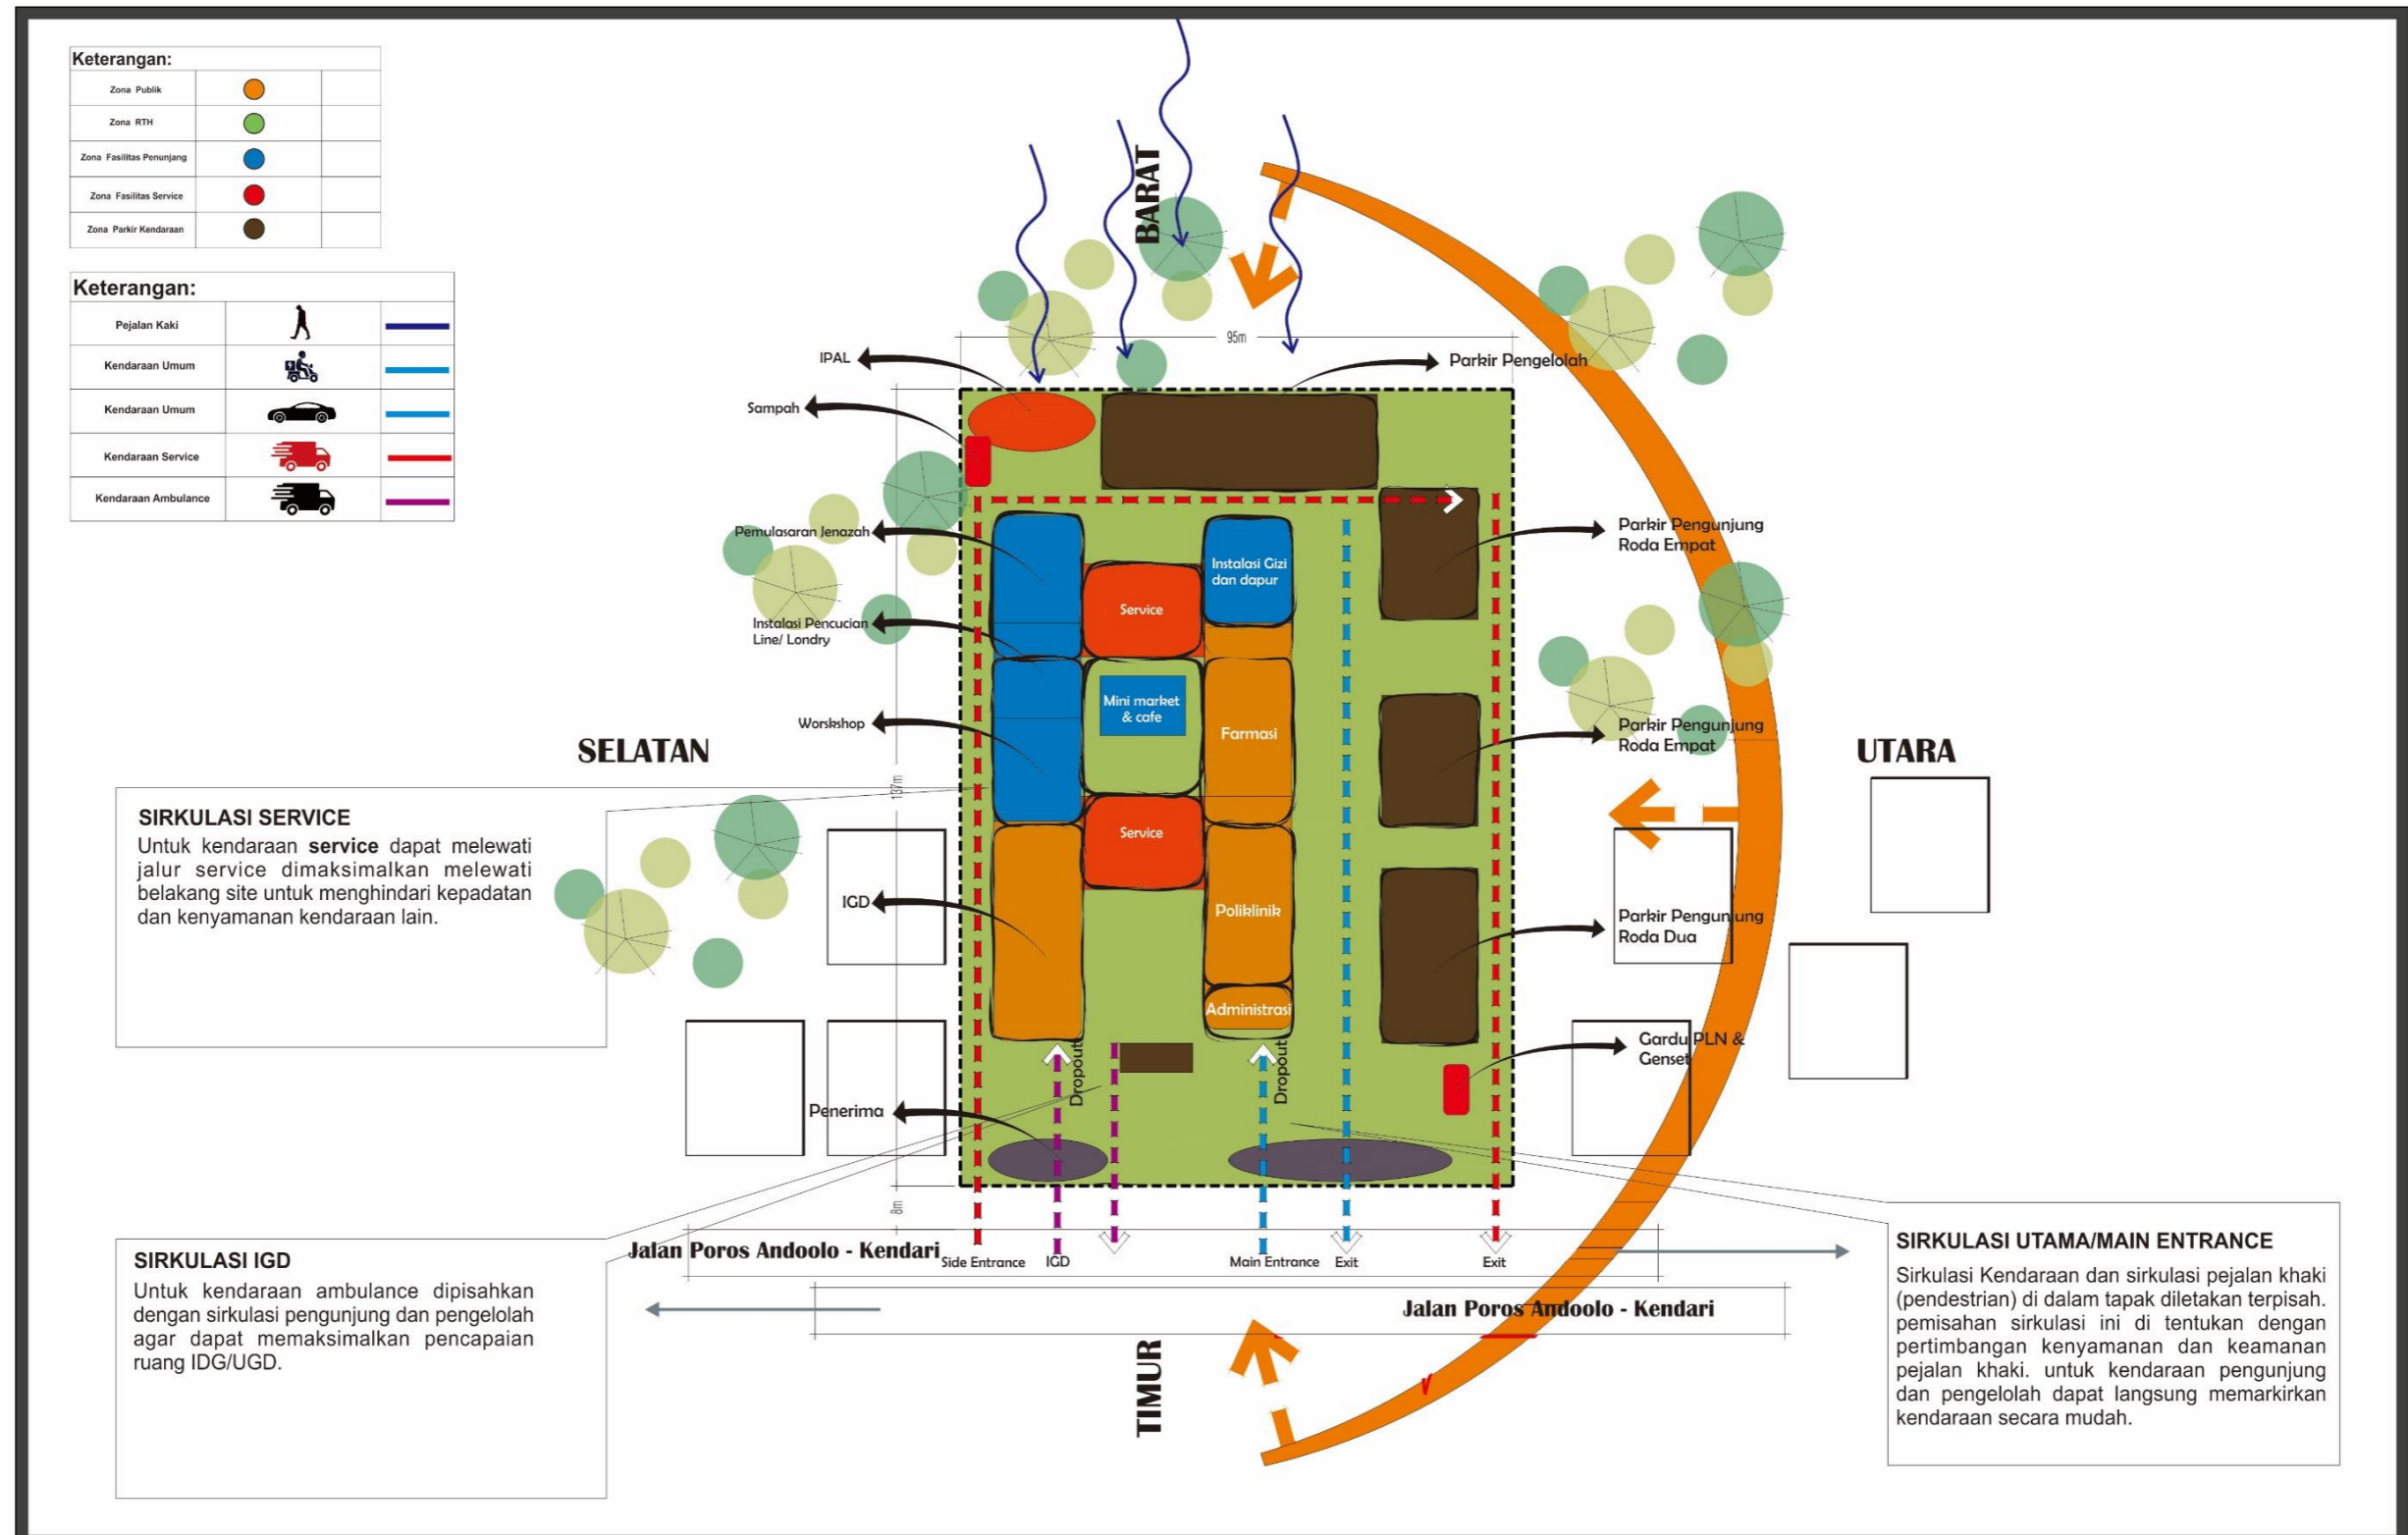 Keterangan:
Zona Publik
Zona RTH
Zona Fasilitas Penunjang
Zona Fasilitas Service
Zona Parkir Kendaraan
Keterangan:
Pejalan Kaki
Kendaraan Umum
Kendaraan Umum
Kendaraan Service
Kendaraan Ambulance
BARAT
95m
IPAL
Parkir Pengelolah
Sampah
Pemulasaran Jenazah
Parkir Pengunjung
Roda Empat
Instalasi Gizi
dan dapur
Service
Instalasi Pencucian
Line/ Londry
Mini market
& cafe
Worskshop
Farmasi
Parkir Pengunjung
Roda Empat
SELATAN
UTARA
137m
SIRKULASI SERVICE
Untuk kendaraan service dapat melewati
jalur service dimaksimalkan melewati
belakang site untuk menghindari kepadatan
dan kenyamanan kendaraan lain.
Service
IGD
Poliklinik
Parkir Pengunjung
Roda Dua
Administrasi
Gardu PLN &
Genset
Dropout
Dropout
Penerima
8m
Jalan Poros Andoolo - Kendari
Side Entrance
IGD
Main Entrance
Exit
Exit
Jalan Poros Andoolo - Kendari
TIMUR
SIRKULASI IGD
Untuk kendaraan ambulance dipisahkan
dengan sirkulasi pengunjung dan pengelolah
agar dapat memaksimalkan pencapaian
ruang IDG/UGD.
SIRKULASI UTAMA/MAIN ENTRANCE
Sirkulasi Kendaraan dan sirkulasi pejalan khaki
(pendestrian) di dalam tapak diletakan terpisah.
pemisahan sirkulasi ini di tentukan dengan
pertimbangan kenyamanan dan keamanan
pejalan khaki. untuk kendaraan pengunjung
dan pengelolah dapat langsung memarkirkan
kendaraan secara mudah.